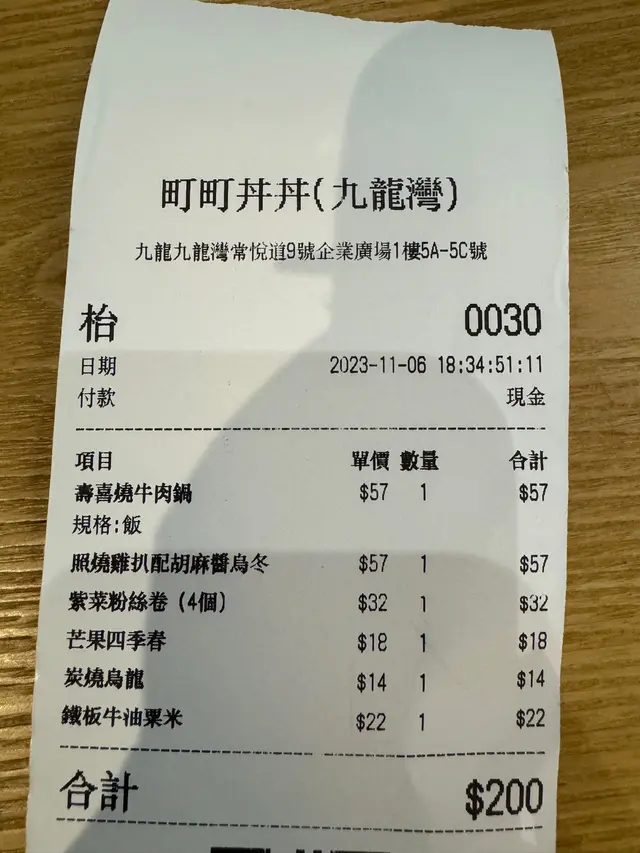 町町丼丼(九龍灣)
九龍九龍灣常悅道9號企業廣場1樓5A-5C號
枱 0030
日期 2023-11-06 18:34:51:11
付款 現金
項目 單價 數量 合計
壽喜燒牛肉鍋 $57 1 $57
規格:飯
照燒雞扒配胡麻醬烏冬 $57 1 $57
紫菜粉絲卷 (4個) $32 1 $32
芒果四季春 $18 1 $18
炭燒烏龍 $14 1 $14
鐵板牛油粟米 $22 1 $22
合計 $200